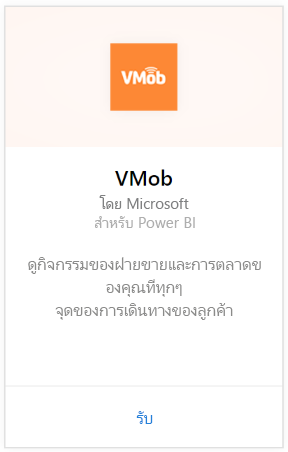 VMob
VMob
โดย Microsoft
สำหรับ Power BI
ดูกิจกรรมของฝ่ายขายและการตลาดข
องคุณที่ทุกๆ
จุดของการเดินทางของลูกค้า
รับ